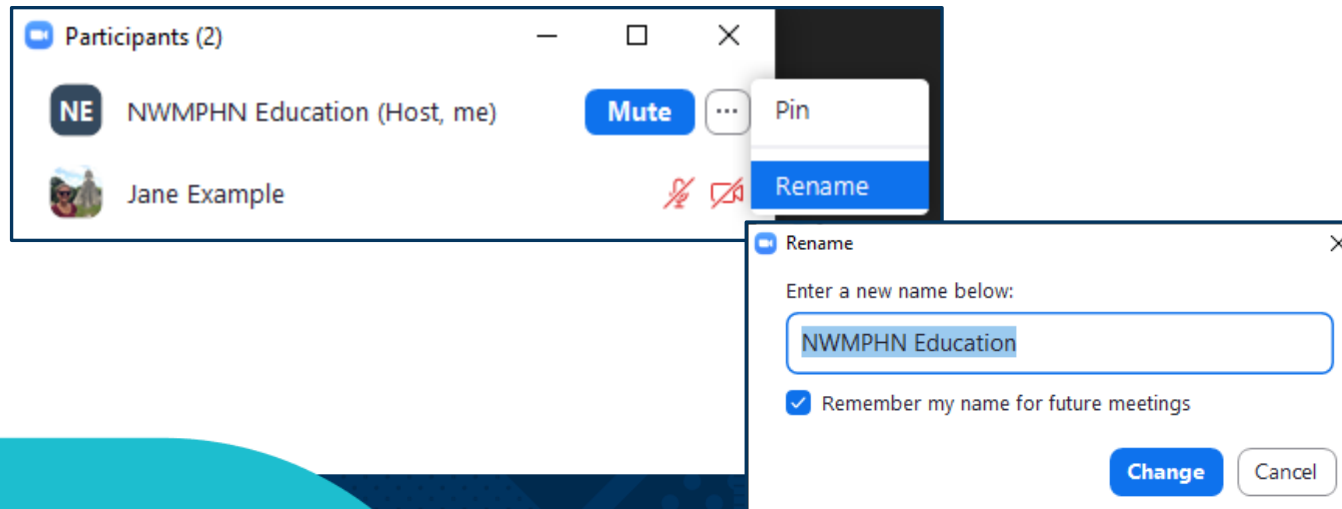 Participants (2)
NE NWMPHN Education (Host, me) Mute ... Pin
Jane Example Rename
Rename
Enter a new name below:
NWMPHN Education
Remember my name for future meetings
Change Cancel